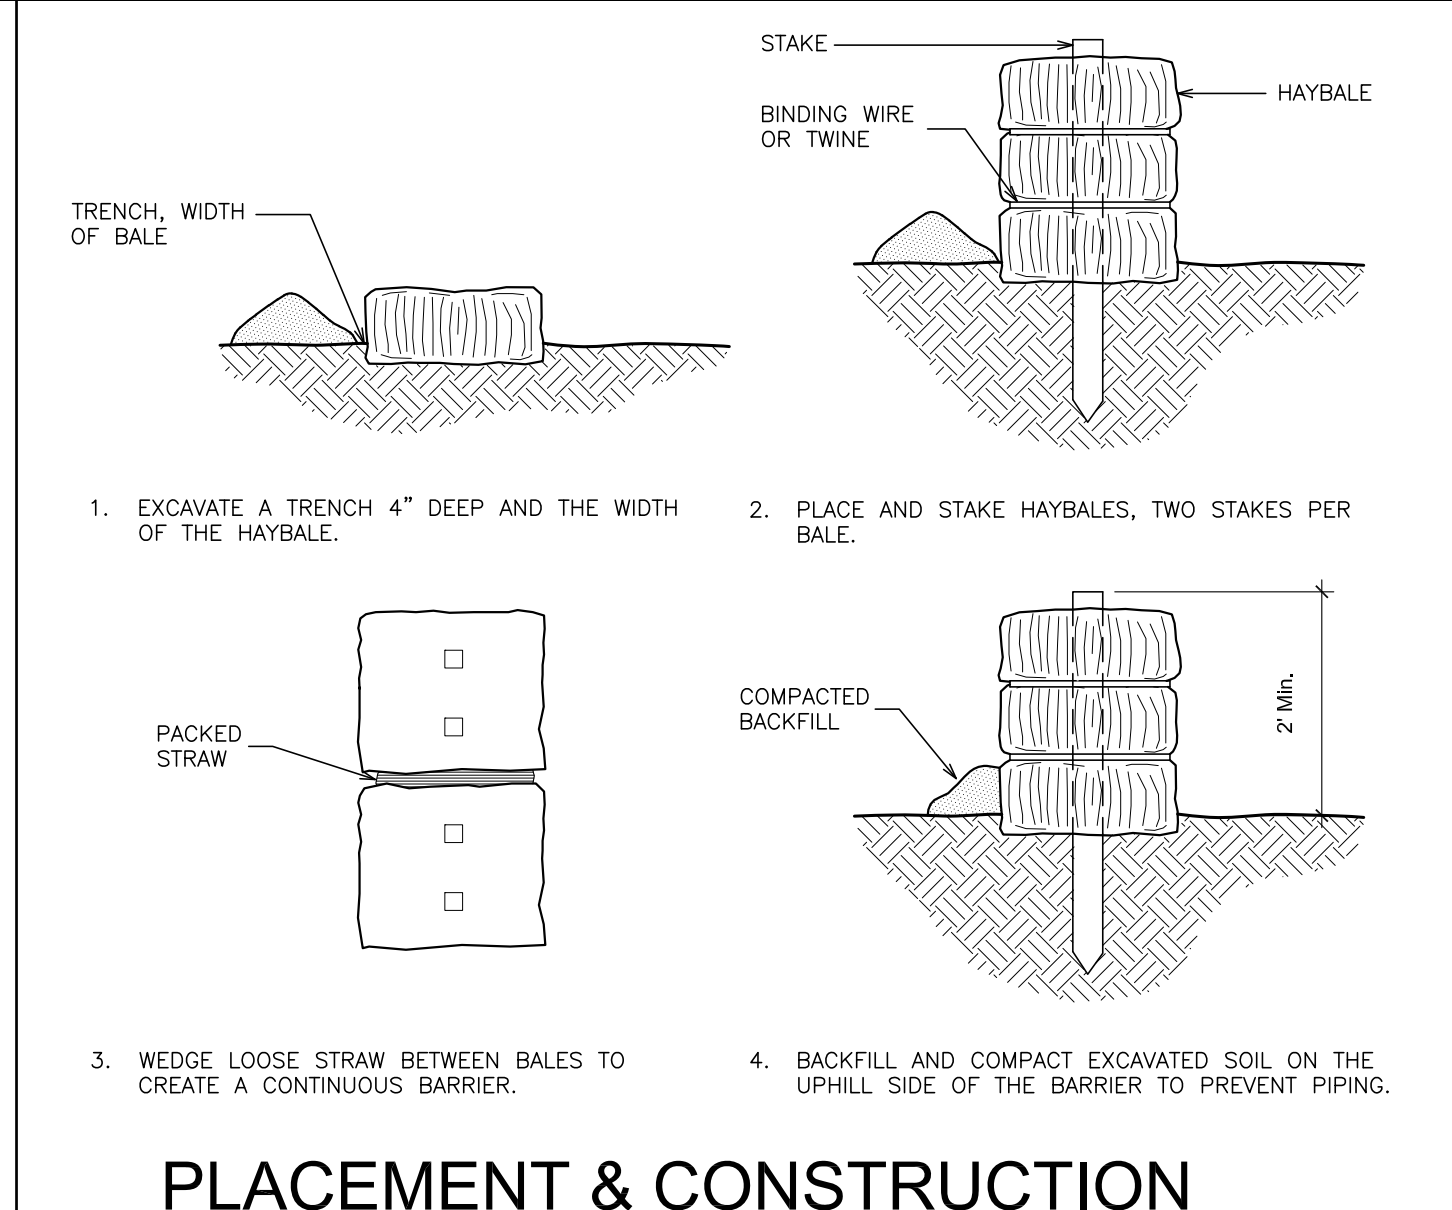 STAKE
HAYBALE
BINDING WIRE
OR TWINE
TRENCH, WIDTH
OF BALE
1. EXCAVATE A TRENCH 4” DEEP AND THE WIDTH
OF THE HAYBALE.
2. PLACE AND STAKE HAYBALES, TWO STAKES PER
BALE.
PACKED
STRAW
COMPACTED
BACKFILL
2' Min.
3. WEDGE LOOSE STRAW BETWEEN BALES TO
CREATE A CONTINUOUS BARRIER.
4. BACKFILL AND COMPACT EXCAVATED SOIL ON THE
UPHILL SIDE OF THE BARRIER TO PREVENT PIPING.
PLACEMENT & CONSTRUCTION